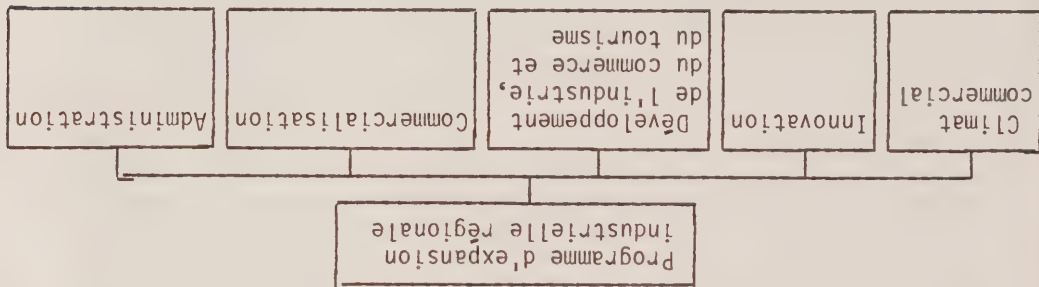 Programme d'expansion
industrielle régionale
Climat
commercial
Innovation
Développement
de l'industrie,
du commerce et
du tourisme
Commercialisation
Administration